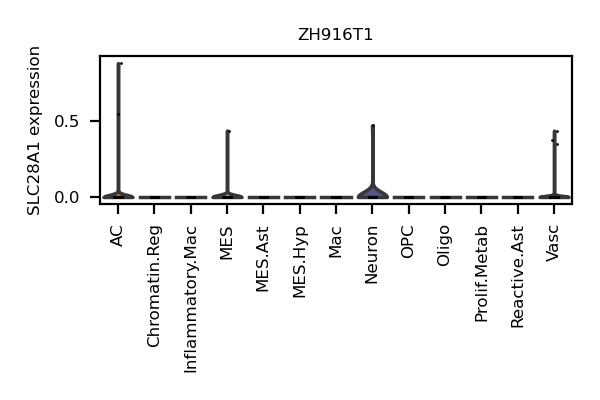 ZH916T1
SLC28A1 expression
0.5
0.0
AC
Chromatin.Reg
Inflammatory.Mac
MES
MES.Ast
MES.Hyp
Mac
Neuron
OPC
Oligo
Prolif.Metab
Reactive.Ast
Vasc